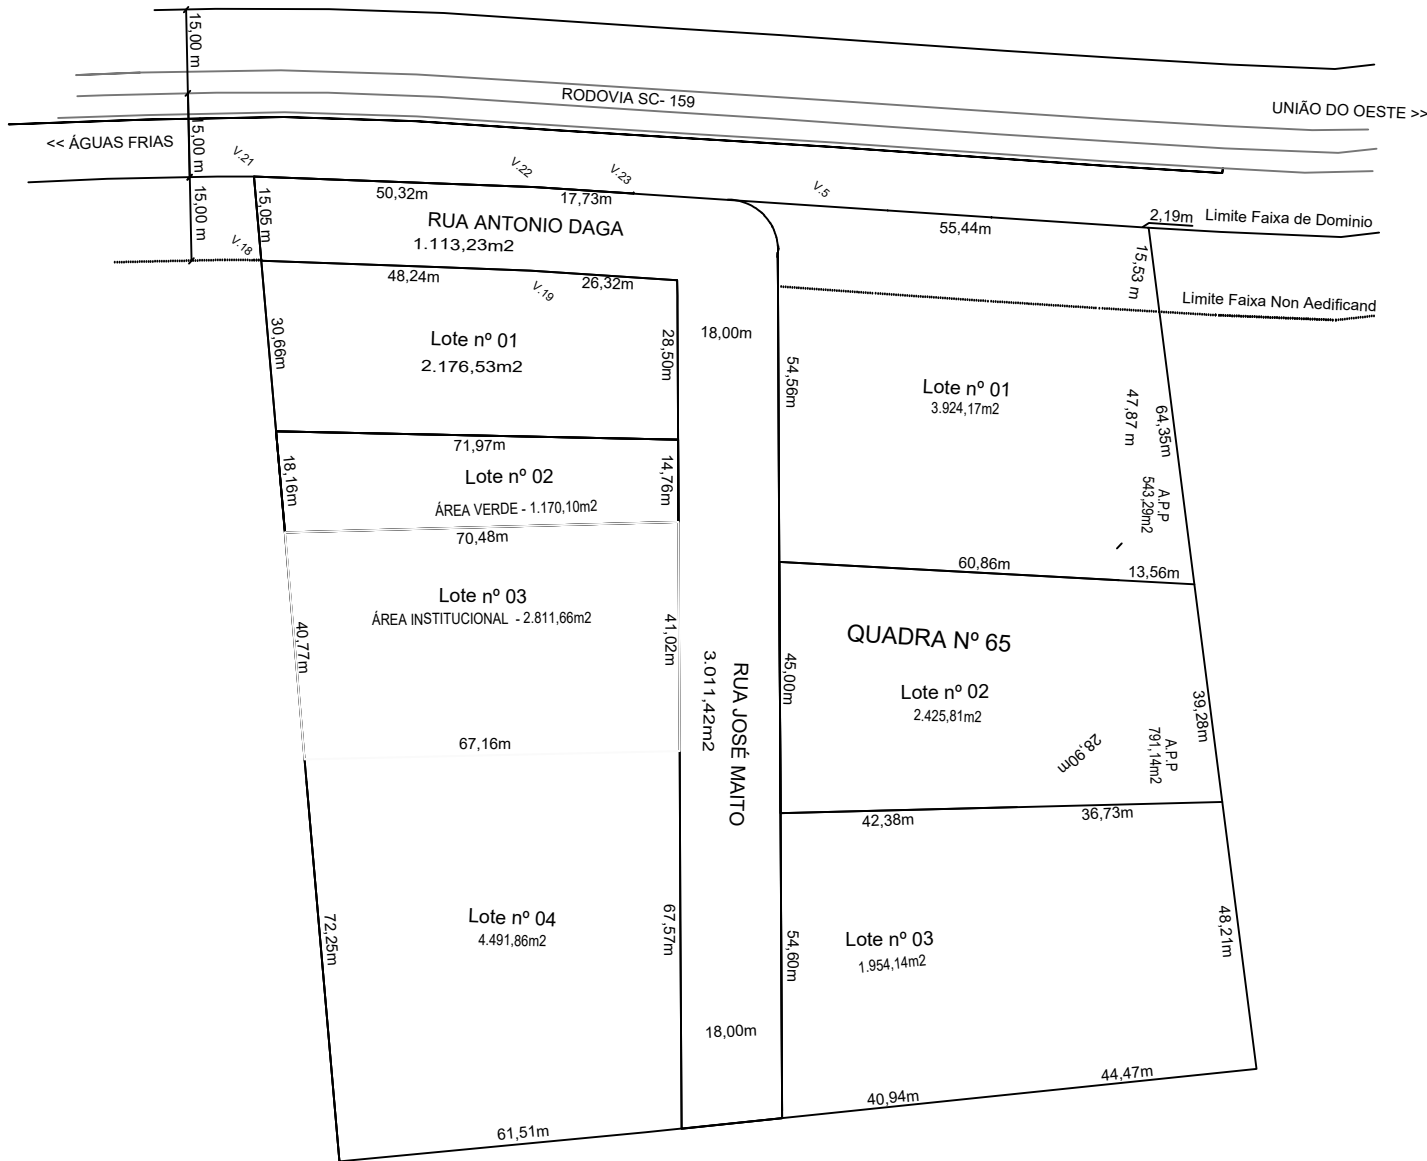 15,00 m
RODOVIA SC- 159
UNIÃO DO OESTE >>
<< ÁGUAS FRIAS
15,00 m
V.21
V.22
V.23
V.5
15,00 m
15,05 m
50,32m
17,73m
55,44m
2,19m
Limite Faixa de Dominio
RUA ANTONIO DAGA
1.113,23m2
V.18
48,24m
V.19
26,32m
15,53 m
Limite Faixa Non Aedificand
30,66m
Lote nº 01
2.176,53m2
28,50m
18,00m
54,56m
Lote nº 01
3.924,17m2
47,87 m
64,35m
A.P.P
543,29m2
71,97m
18,16m
Lote nº 02
14,76m
ÁREA VERDE - 1.170,10m2
70,48m
60,86m
13,56m
Lote nº 03
ÁREA INSTITUCIONAL - 2.811,66m2
40,77m
41,02m
RUA JOSÉ MAITO
3.011,42m2
45,00m
QUADRA Nº 65
Lote nº 02
2.425,81m2
39,28m
28,90m
A.P.P
791,14m2
67,16m
42,38m
36,73m
Lote nº 04
4.491,86m2
72,25m
67,57m
54,60m
Lote nº 03
1.954,14m2
48,21m
18,00m
61,51m
40,94m
44,47m